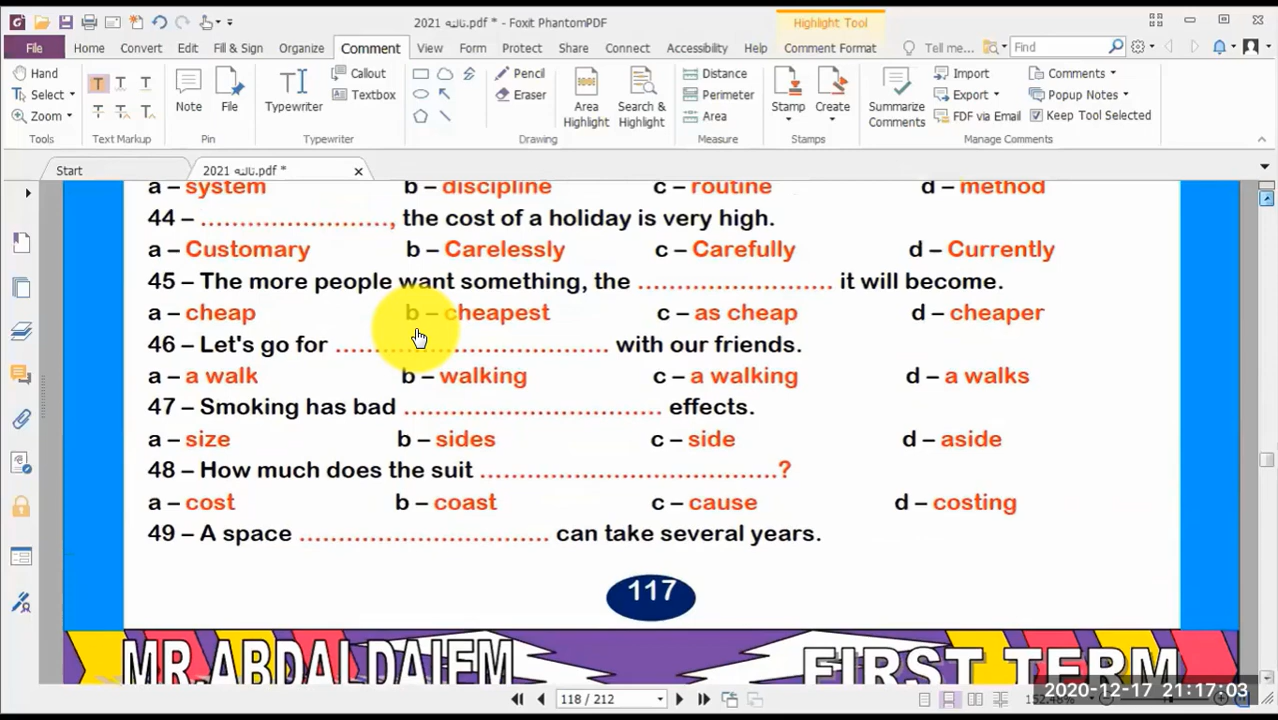 2021 ثالثه.pdf * - Foxit PhantomPDF
Highlight Tool
File Home Convert Edit Fill & Sign Organize Comment View Form Protect Share Connect Accessibility Help Comment Format Tell me... Find
Hand
Select
Zoom
Tools
Text Markup
Note
File
Pin
Typewriter
Callout
Textbox
Typewriter
Pencil
Eraser
Area Highlight
Search & Highlight
Drawing
Distance
Perimeter
Area
Measure
Stamp
Create
Stamps
Summarize Comments
Import
Export
FDF via Email
Comments
Popup Notes
Keep Tool Selected
Manage Comments
Start
2021 ثالثه.pdf *
a – system b – discipline c – routine d – method
44 – ........................, the cost of a holiday is very high.
a – Customary b – Carelessly c – Carefully d – Currently
45 – The more people want something, the ......................... it will become.
a – cheap b – cheapest c – as cheap d – cheaper
46 – Let's go for ................................... with our friends.
a – a walk b – walking c – a walking d – a walks
47 – Smoking has bad ................................. effects.
a – size b – sides c – side d – aside
48 – How much does the suit ......................................?
a – cost b – coast c – cause d – costing
49 – A space ................................ can take several years.
117
MR.ABDALDAIEM FIRST TERM
118 / 212
2020-12-17 21:17:03
152.48%